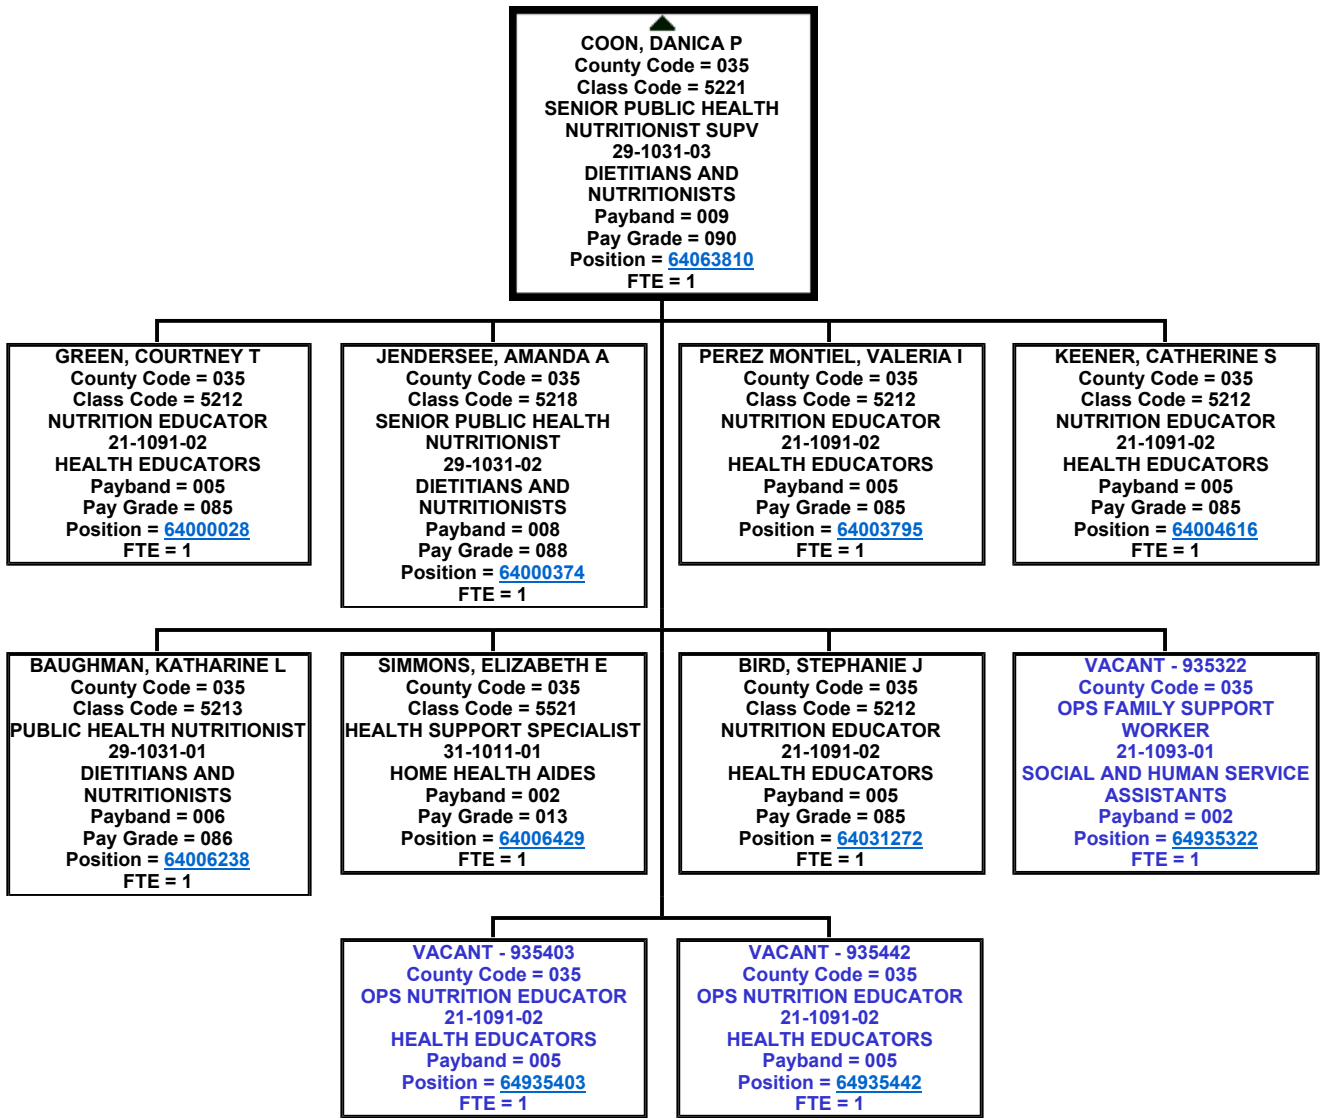 COON, DANICA P
County Code = 035
Class Code = 5221
SENIOR PUBLIC HEALTH
NUTRITIONIST SUPV
29-1031-03
DIETITIANS AND
NUTRITIONISTS
Payband = 009
Pay Grade = 090
Position = 64063810
FTE = 1
GREEN, COURTNEY T
County Code = 035
Class Code = 5212
NUTRITION EDUCATOR
21-1091-02
HEALTH EDUCATORS
Payband = 005
Pay Grade = 085
Position = 64000028
FTE = 1
JENDERSEE, AMANDA A
County Code = 035
Class Code = 5218
SENIOR PUBLIC HEALTH
NUTRITIONIST
29-1031-02
DIETITIANS AND
NUTRITIONISTS
Payband = 008
Pay Grade = 088
Position = 64000374
FTE = 1
PEREZ MONTIEL, VALERIA I
County Code = 035
Class Code = 5212
NUTRITION EDUCATOR
21-1091-02
HEALTH EDUCATORS
Payband = 005
Pay Grade = 085
Position = 64003795
FTE = 1
KEENER, CATHERINE S
County Code = 035
Class Code = 5212
NUTRITION EDUCATOR
21-1091-02
HEALTH EDUCATORS
Payband = 005
Pay Grade = 085
Position = 64004616
FTE = 1
BAUGHMAN, KATHARINE L
County Code = 035
Class Code = 5213
PUBLIC HEALTH NUTRITIONIST
29-1031-01
DIETITIANS AND
NUTRITIONISTS
Payband = 006
Pay Grade = 086
Position = 64006238
FTE = 1
SIMMONS, ELIZABETH E
County Code = 035
Class Code = 5521
HEALTH SUPPORT SPECIALIST
31-1011-01
HOME HEALTH AIDES
Payband = 002
Pay Grade = 013
Position = 64006429
FTE = 1
BIRD, STEPHANIE J
County Code = 035
Class Code = 5212
NUTRITION EDUCATOR
21-1091-02
HEALTH EDUCATORS
Payband = 005
Pay Grade = 085
Position = 64031272
FTE = 1
VACANT - 935322
County Code = 035
OPS FAMILY SUPPORT
WORKER
21-1093-01
SOCIAL AND HUMAN SERVICE
ASSISTANTS
Payband = 002
Position = 64935322
FTE = 1
VACANT - 935403
County Code = 035
OPS NUTRITION EDUCATOR
21-1091-02
HEALTH EDUCATORS
Payband = 005
Position = 64935403
FTE = 1
VACANT - 935442
County Code = 035
OPS NUTRITION EDUCATOR
21-1091-02
HEALTH EDUCATORS
Payband = 005
Position = 64935442
FTE = 1